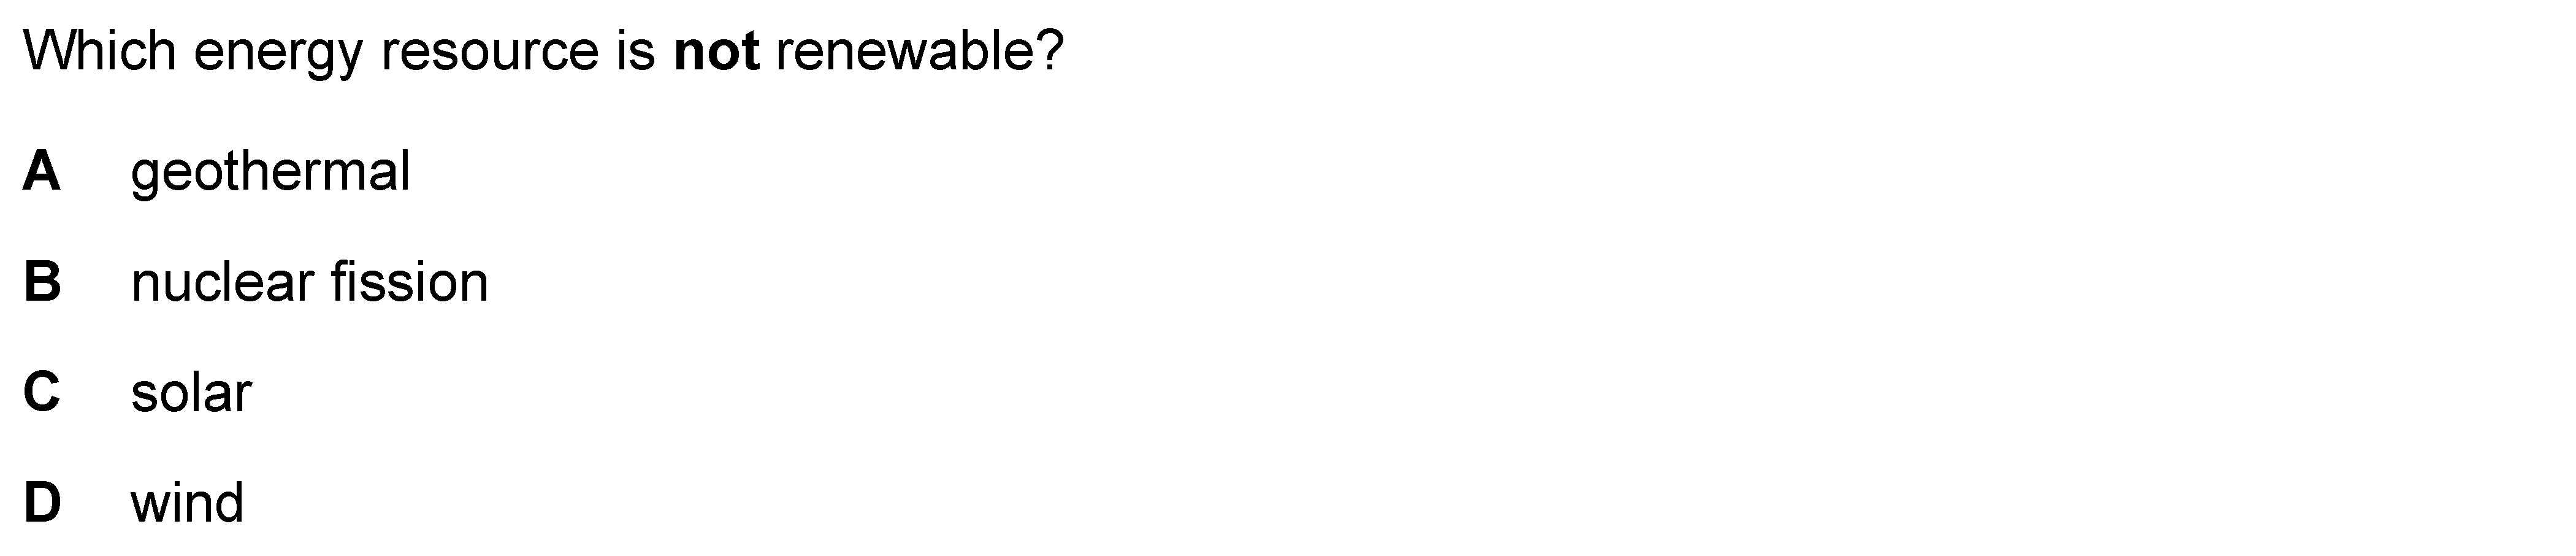 Which energy resource is not renewable?
A geothermal
B nuclear fission
C solar
D wind